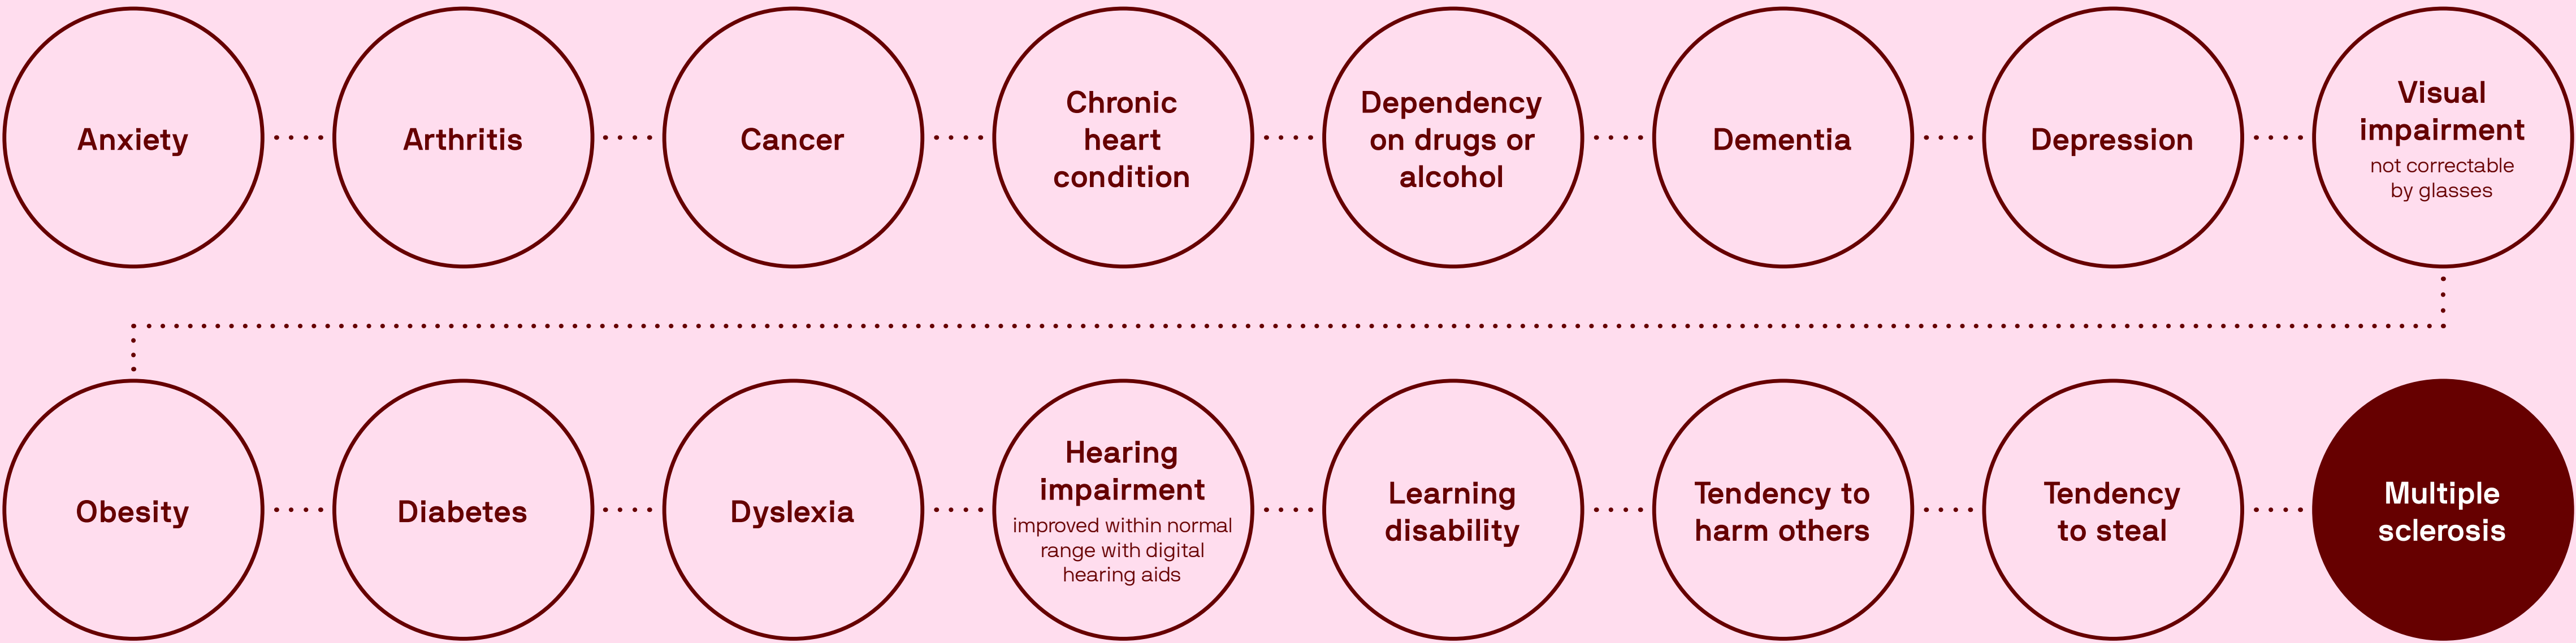 Anxiety
Arthritis
Cancer
Chronic
heart
condition
Dependency
on drugs or
alcohol
Dementia
Depression
Visual
impairment
not correctable
by glasses
Obesity
Diabetes
Dyslexia
Hearing
impairment
improved within normal
range with digital
hearing aids
Learning
disability
Tendency to
harm others
Tendency
to steal
Multiple
sclerosis